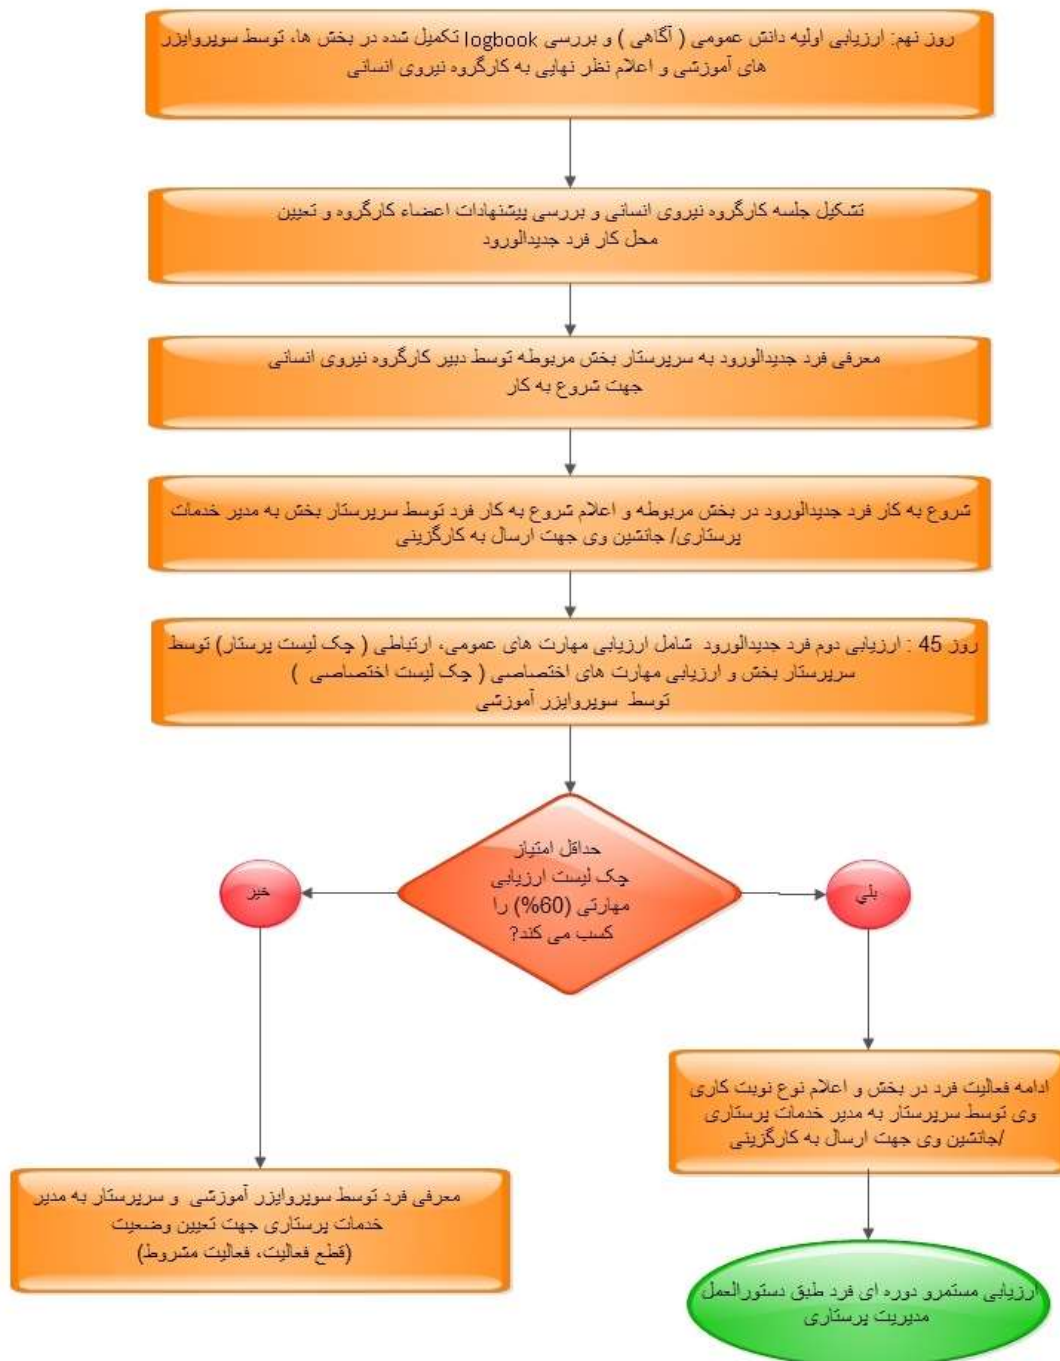 روز نهم: ارزیابی اولیه دانش عمومی ( آگاهی ) و بررسی logbook تکمیل شده در بخش ها، توسط سوپروایزر
های آموزشی و اعلام نظر نهایی به کارگروه نیروی انسانی
تشکیل جلسه کارگروه نیروی انسانی و بررسی پیشنهادات اعضاء کارگروه و تعیین
محل کار فرد جدیدالورود
معرفی فرد جدیدالورود به سرپرستار بخش مربوطه توسط دبیر کارگروه نیروی انسانی
جهت شروع به کار
شروع به کار فرد جدیدالورود در بخش مربوطه و اعلام شروع به کار فرد توسط سرپرستار بخش به مدیر خدمات
پرستاری/ جانشین وی جهت ارسال به کارگزینی
روز 45 : ارزیابی دوم فرد جدیدالورود شامل ارزیابی مهارت های عمومی، ارتباطی ( چک لیست پرستار) توسط
سرپرستار بخش و ارزیابی مهارت های اختصاصی ( چک لیست اختصاصی )
توسط سوپروایزر آموزشی
حداقل امتیاز
چک لیست ارزیابی
مهارتی (60%) را
کسب می کند?
بلي
خیر
ادامه فعالیت فرد در بخش و اعلام نوع نوبت کاری
وی توسط سرپرستار به مدیر خدمات پرستاری
/جانشین وی جهت ارسال به کارگزینی
معرفی فرد توسط سوپروایزر آموزشی و سرپرستار به مدیر
خدمات پرستاری جهت تعیین وضعیت
(قطع فعالیت، فعالیت مشروط)
ارزیابی مستمرو دوره ای فرد طبق دستورالعمل
مدیریت پرستاری